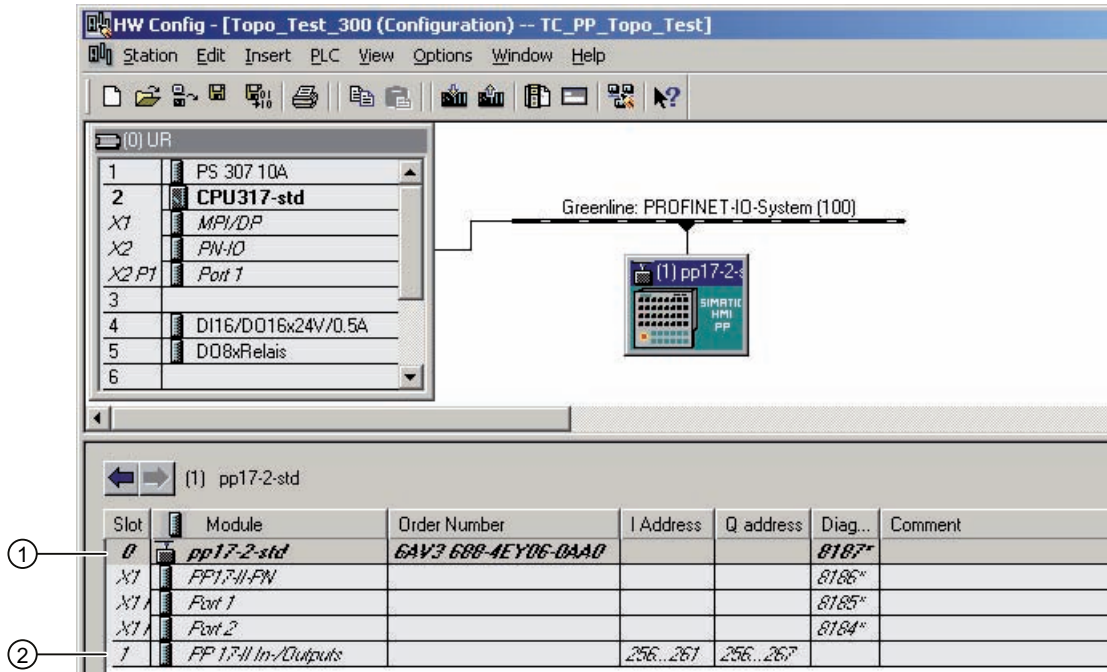 HW Config - [Topo_Test_300 (Configuration) -- TC_PP_Topo_Test]
Station Edit Insert PLC View Options Window Help
(0) UR
1 PS 307 10A
2 CPU317-std
X1 MPI/DP
X2 PN-IO
X2 P1 Port 1
3
4 DI16/DO16x24V/0.5A
5 DO8xRelais
6
Greenline: PROFINET-IO-System (100)
(1) pp17-2-s
SIMATIC
HMI
PP
(1) pp17-2-std
Slot Module Order Number I Address Q address Diag... Comment
1 0 pp17-2-std 6AV3 688-4EY06-0AA0 8187*
X1 PP17-II-PN 8186*
X1 Port 1 8185*
X1 Port 2 8184*
2 1 PP 17-II In-/Outputs 256...261 256...267